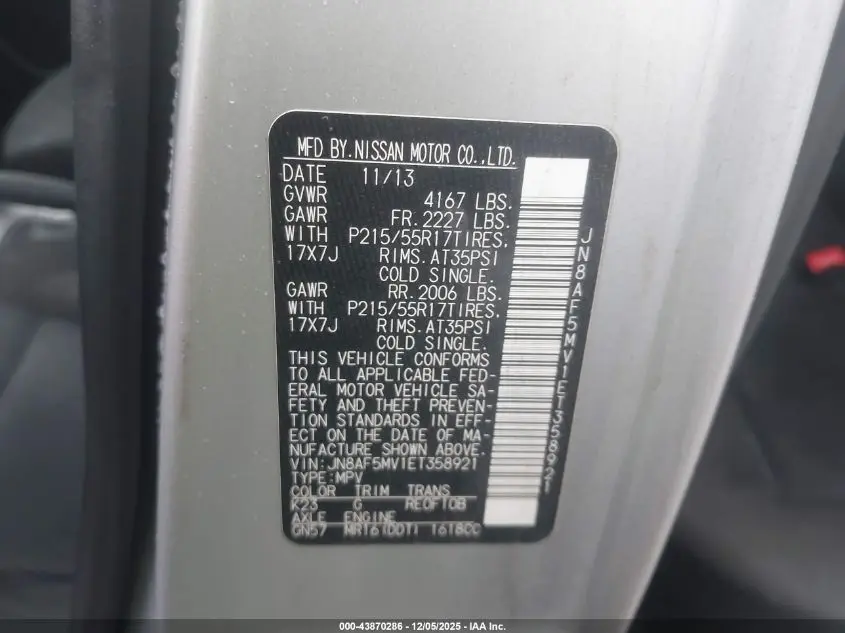 MFD BY.NISSAN MOTOR CO.,LTD.
DATE 11/13
GVWR 4167 LBS.
GAWR FR. 2227 LBS.
WITH P215/55R17TIRES.
17X7J RIMS. AT35PSI
COLD SINGLE.
GAWR RR. 2006 LBS.
WITH P215/55R17TIRES.
17X7J RIMS. AT35PSI
COLD SINGLE.
THIS VEHICLE CONFORMS
TO ALL APPLICABLE FED-
ERAL MOTOR VEHICLE SA-
FETY AND THEFT PREVEN-
TION STANDARDS IN EFF-
ECT ON THE DATE OF MA-
NUFACTURE SHOWN ABOVE.
VIN:JN8AF5MV1ET358921
TYPE:MPV
COLOR TRIM TRANS
K23 G RE0F10B
AXLE ENGINE
GN57 MR16(DDT) 1618CC
JN8AF5MV1ET358921
000-43870286 - 12/05/2025 - IAA Inc.